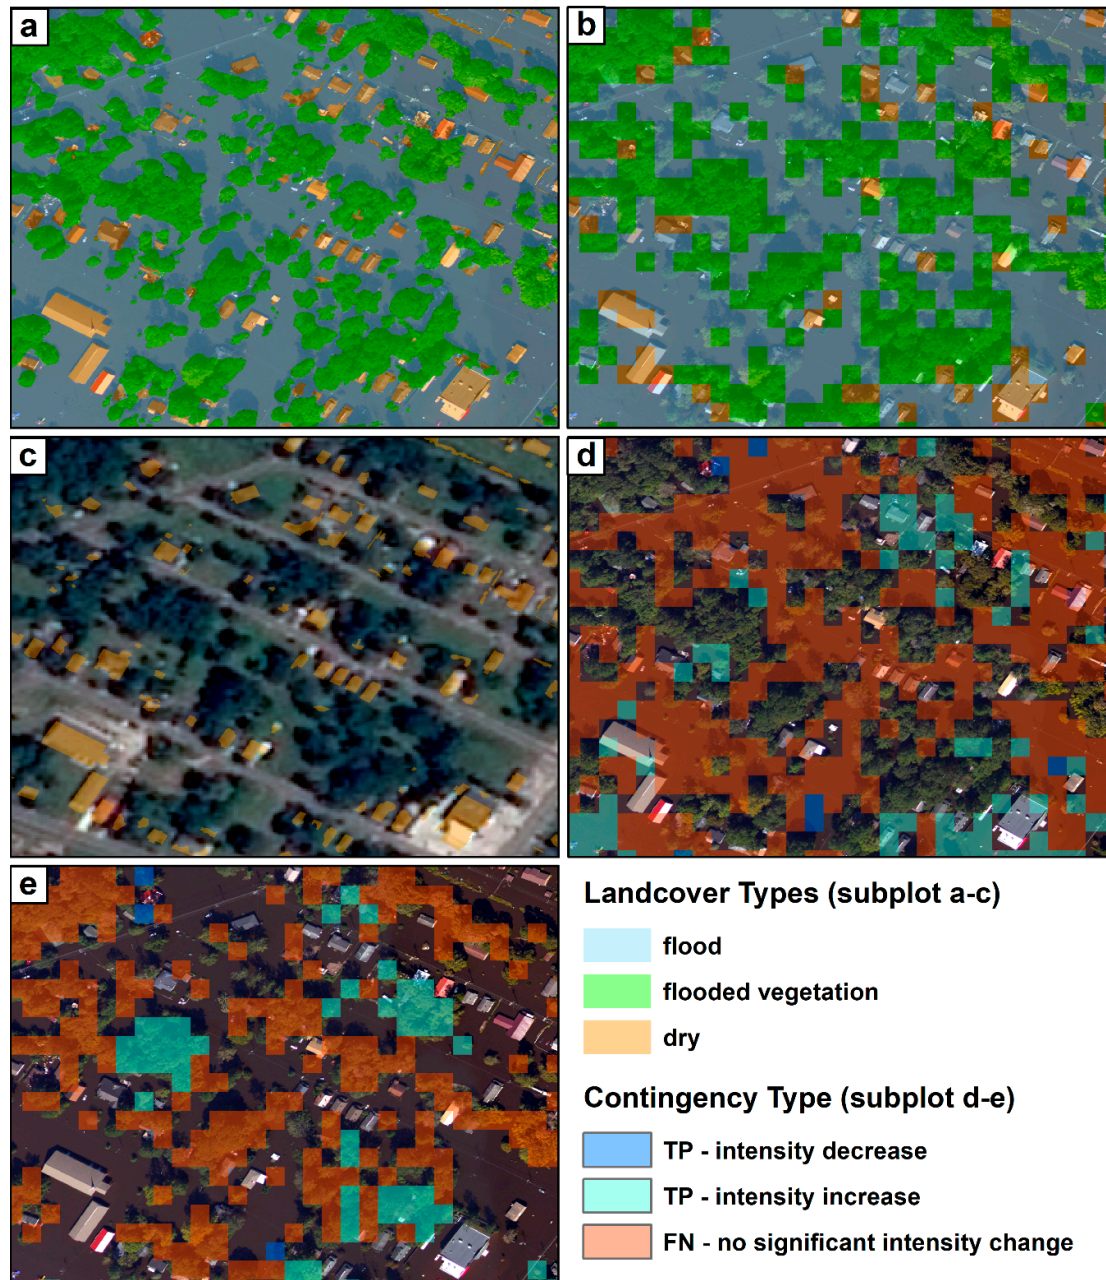 a
b
c
d
e
Landcover Types (subplot a-c)
flood
flooded vegetation
dry
Contingency Type (subplot d-e)
TP - intensity decrease
TP - intensity increase
FN - no significant intensity change